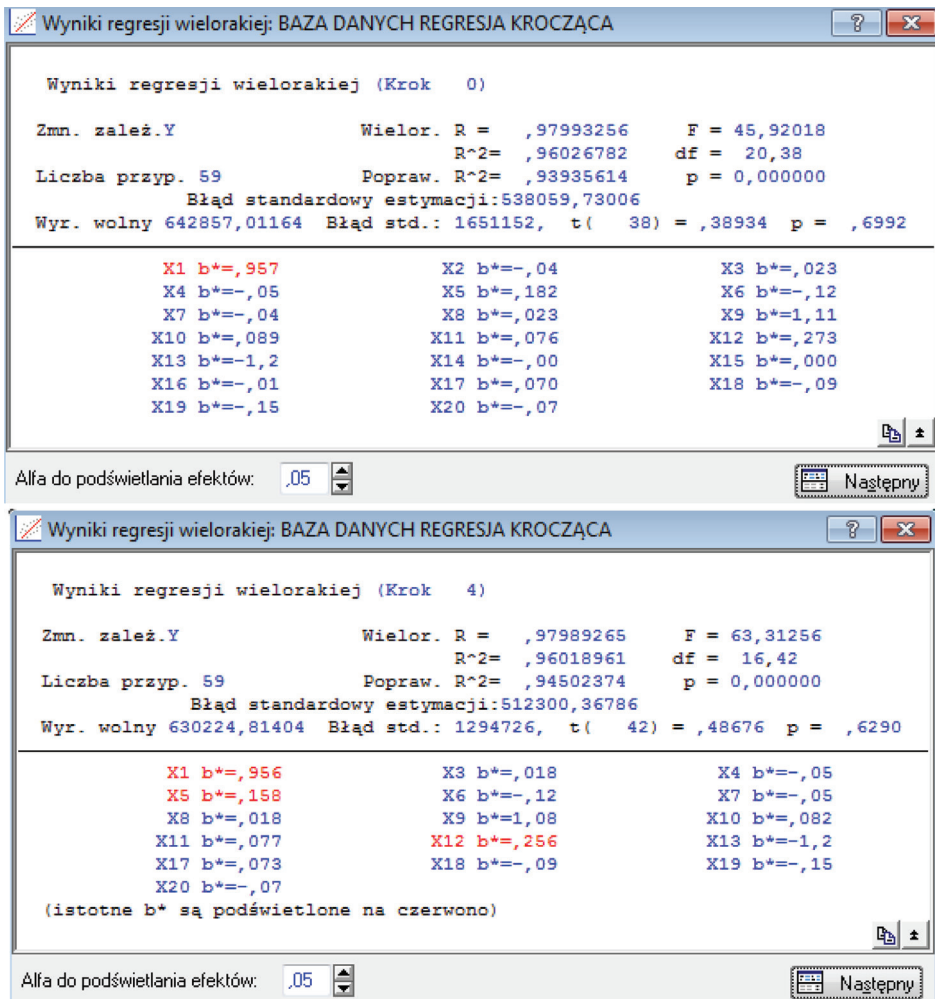 Wyniki regresji wielorakiej: BAZA DANYCH REGRESJA KROCZĄCA
Wyniki regresji wielorakiej (Krok 0)
Zmn. zależ.Y Wielor. R = ,97993256 F = 45,92018
R^2= ,96026782 df = 20,38
Liczba przyp. 59 Popraw. R^2= ,93935614 p = 0,000000
Błąd standardowy estymacji:538059,73006
Wyr. wolny 642857,01164 Błąd std.: 1651152, t( 38) = ,38934 p = ,6992
X1 b*=,957 X2 b*=-,04 X3 b*=,023
X4 b*=-,05 X5 b*=,182 X6 b*=-,12
X7 b*=-,04 X8 b*=,023 X9 b*=1,11
X10 b*=,089 X11 b*=,076 X12 b*=,273
X13 b*=-1,2 X14 b*=-,00 X15 b*=,000
X16 b*=-,01 X17 b*=,070 X18 b*=-,09
X19 b*=-,15 X20 b*=-,07
Alfa do podświetlania efektów: ,05 Następny
Wyniki regresji wielorakiej: BAZA DANYCH REGRESJA KROCZĄCA
Wyniki regresji wielorakiej (Krok 4)
Zmn. zależ.Y Wielor. R = ,97989265 F = 63,31256
R^2= ,96018961 df = 16,42
Liczba przyp. 59 Popraw. R^2= ,94502374 p = 0,000000
Błąd standardowy estymacji:512300,36786
Wyr. wolny 630224,81404 Błąd std.: 1294726, t( 42) = ,48676 p = ,6290
X1 b*=,956 X3 b*=,018 X4 b*=-,05
X5 b*=,158 X6 b*=-,12 X7 b*=-,05
X8 b*=,018 X9 b*=1,08 X10 b*=,082
X11 b*=,077 X12 b*=,256 X13 b*=-1,2
X17 b*=,073 X18 b*=-,09 X19 b*=-,15
X20 b*=-,07
(istotne b* są podświetlone na czerwono)
Alfa do podświetlania efektów: ,05 Następny